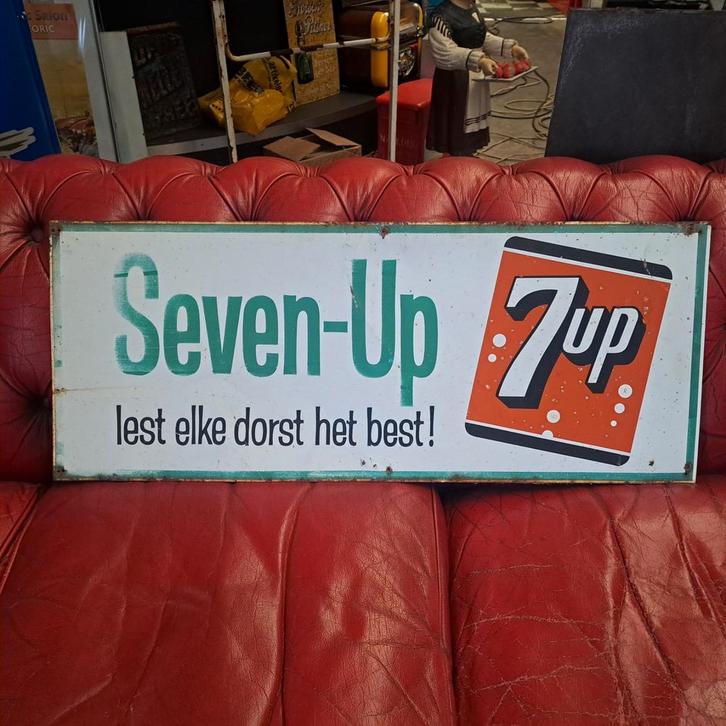 Seven-Up
7up
lest elke dorst het best!